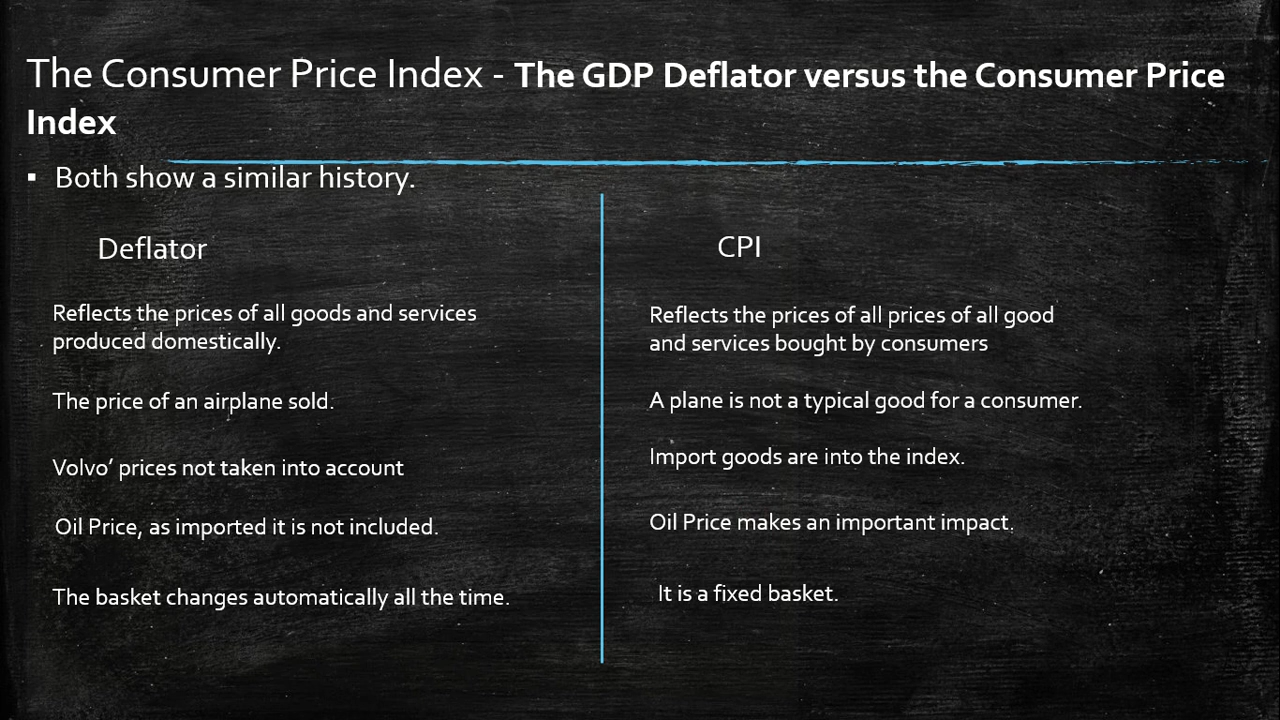 The Consumer Price Index - The GDP Deflator versus the Consumer Price
Index
▪ Both show a similar history.
Deflator
Reflects the prices of all goods and services
produced domestically.
The price of an airplane sold.
Volvo’ prices not taken into account
Oil Price, as imported it is not included.
The basket changes automatically all the time.
CPI
Reflects the prices of all prices of all good
and services bought by consumers
A plane is not a typical good for a consumer.
Import goods are into the index.
Oil Price makes an important impact.
It is a fixed basket.